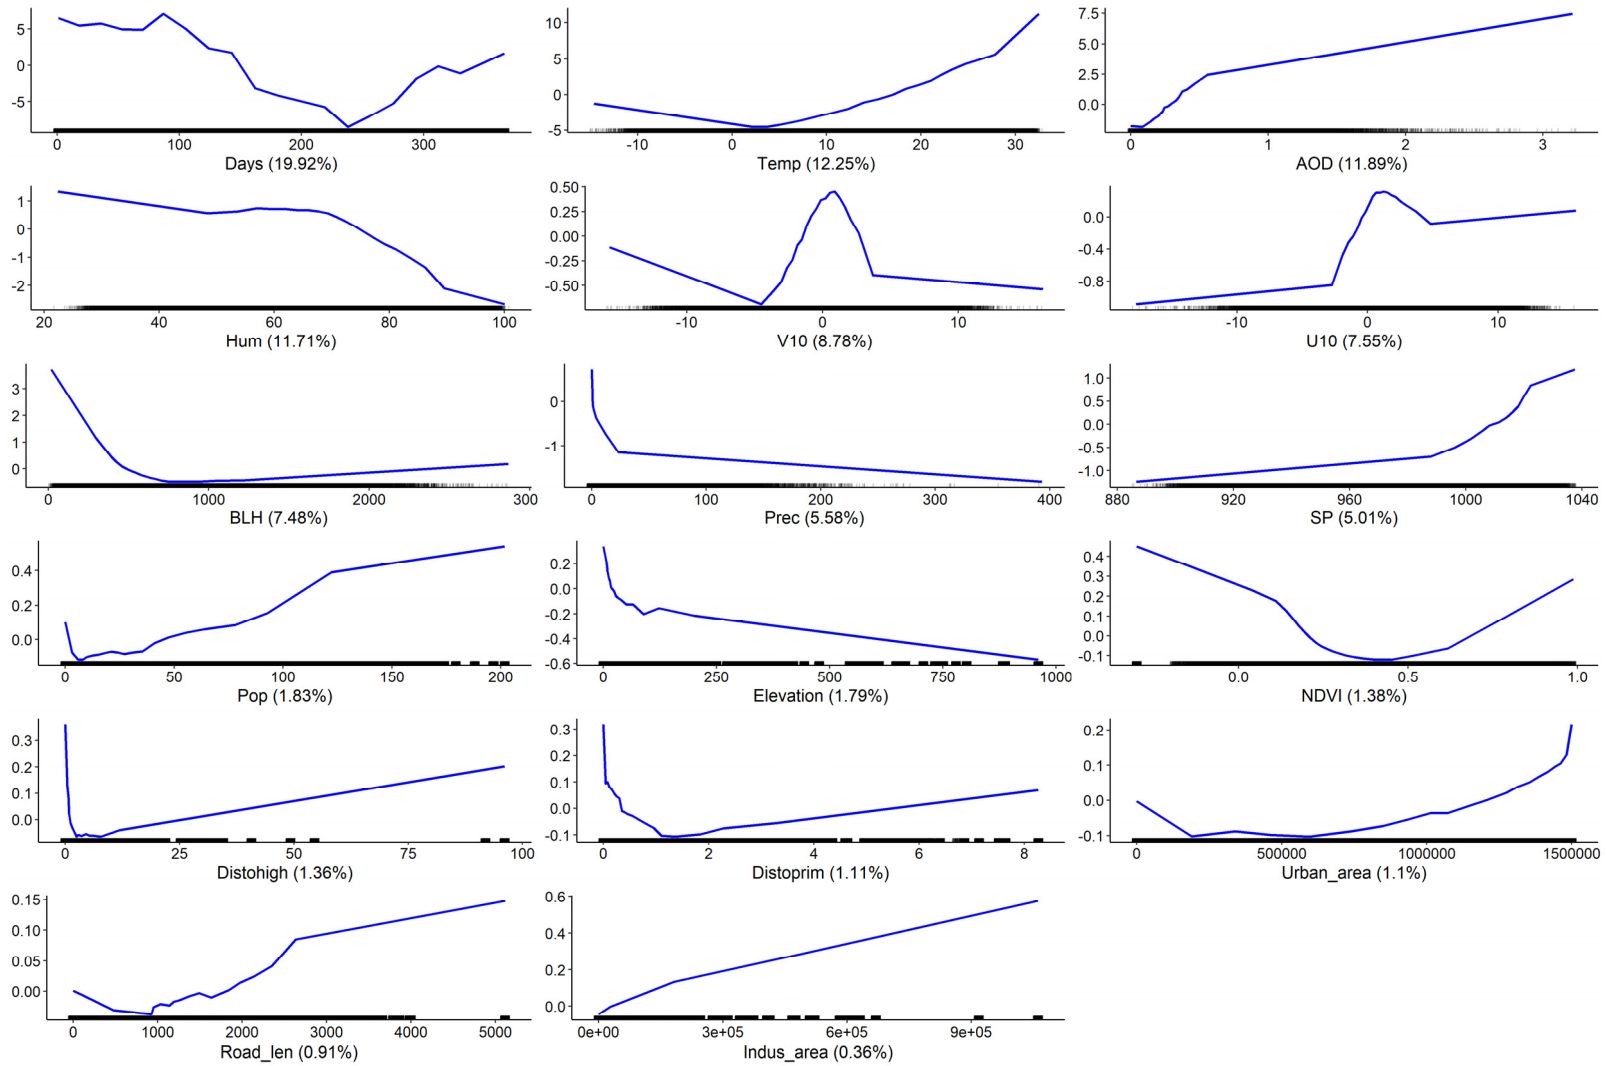 5
0
-5
0 100 200 300
Days (19.92%)
10
5
0
-5
-10 0 10 20 30
Temp (12.25%)
7.5
5.0
2.5
0.0
0 1 2 3
AOD (11.89%)
1
0
-1
-2
20 40 60 80 100
Hum (11.71%)
0.50
0.25
0.00
-0.25
-0.50
-10 0 10
V10 (8.78%)
0.0
-0.4
-0.8
-10 0 10
U10 (7.55%)
3
2
1
0
0 1000 2000 300
BLH (7.48%)
0
-1
0 100 200 300 400
Prec (5.58%)
1.0
0.5
0.0
-0.5
-1.0
880 920 960 1000 1040
SP (5.01%)
0.4
0.2
0.0
0 50 100 150 200
Pop (1.83%)
0.2
0.0
-0.2
-0.4
-0.6
0 250 500 750 1000
Elevation (1.79%)
0.4
0.3
0.2
0.1
0.0
-0.1
0.0 0.5 1.0
NDVI (1.38%)
0.3
0.2
0.1
0.0
0 25 50 75 100
Distohigh (1.36%)
0.3
0.2
0.1
0.0
-0.1
0 2 4 6 8
Distoprim (1.11%)
0.2
0.1
0.0
-0.1
0 500000 1000000 1500000
Urban_area (1.1%)
0.15
0.10
0.05
0.00
0 1000 2000 3000 4000 5000
Road_len (0.91%)
0.6
0.4
0.2
0.0
0e+00 3e+05 6e+05 9e+05
Indus_area (0.36%)